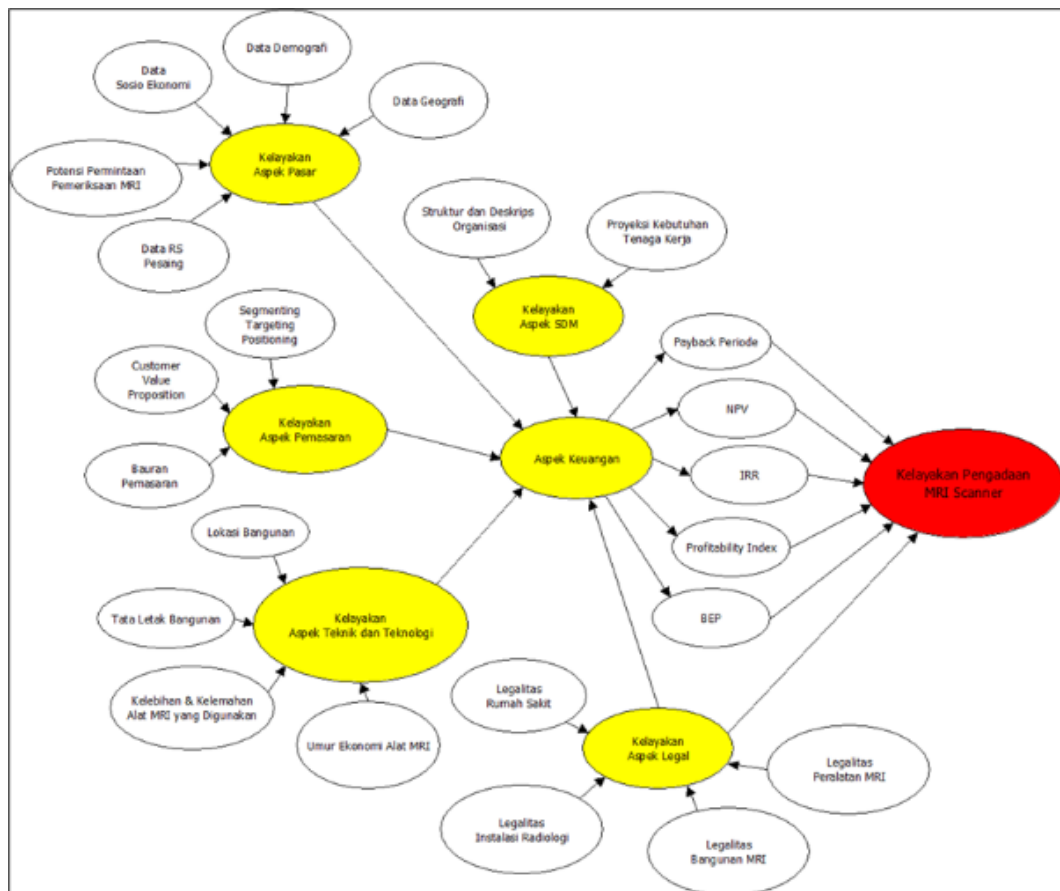 Data Demografi
Data
Sosio Ekonomi
Data Geografi
Kelayakan
Aspek Pasar
Potensi Permintaan
Pemeriksaan MRI
Data RS
Pesaing
Struktur dan Deskrips
Organisasi
Proyeksi Kebutuhan
Tenaga Kerja
Kelayakan
Aspek SDM
Segmenting
Targeting
Positioning
Customer
Value
Proposition
Kelayakan
Aspek Pemasaran
Bauran
Pemasaran
Payback Periode
NPV
Aspek Keuangan
IRR
Kelayakan Pengadaan
MRI Scanner
Profitability Index
BEP
Lokasi Bangunan
Tata Letak Bangunan
Kelayakan
Aspek Teknik dan Teknologi
Kelebihan & Kelemahan
Alat MRI yang Digunakan
Umur Ekonomi Alat MRI
Legalitas
Rumah Sakit
Kelayakan
Aspek Legal
Legalitas
Peralatan MRI
Legalitas
Instalasi Radiologi
Legalitas
Bangunan MRI